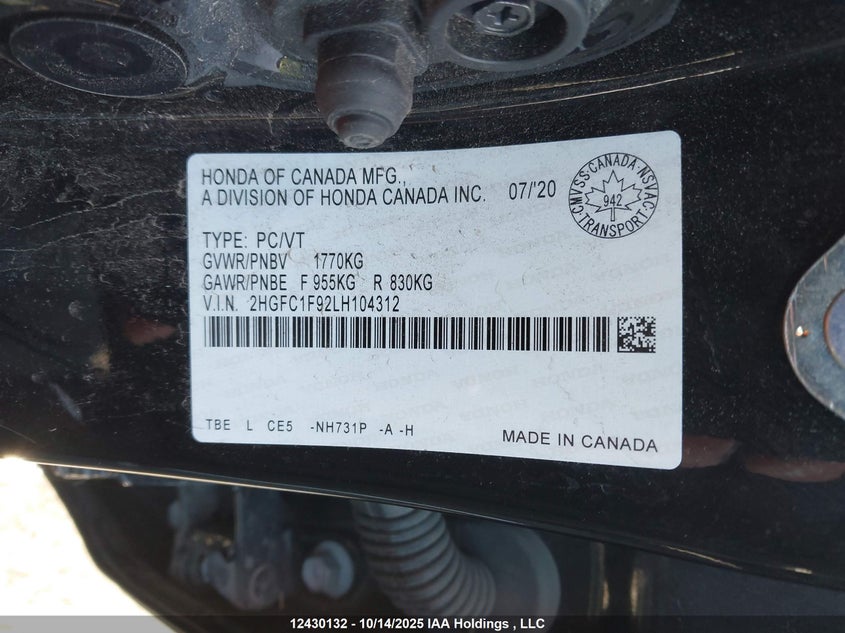 HONDA OF CANADA MFG.,
A DIVISION OF HONDA CANADA INC. 07/'20
CMVSS·CANADA·NSVAC
942
TRANSPORT
TYPE: PC/VT
GVWR/PNBV 1770KG
GAWR/PNBE F 955KG R 830KG
V.I.N. 2HGFC1F92LH104312
TBE L CE5 -NH731P -A -H
MADE IN CANADA
12430132 - 10/14/2025 IAA Holdings , LLC